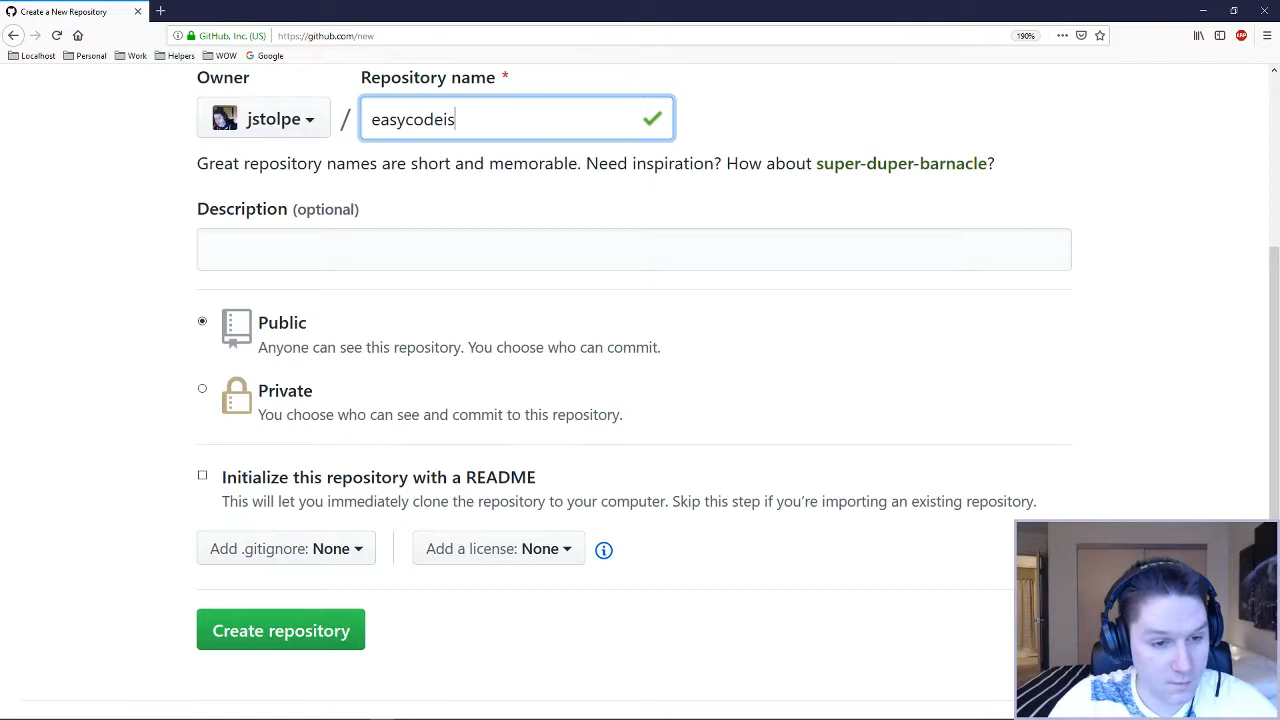 Create a New Repository
GitHub, Inc. (US)
https://github.com/new
190%
Localhost
Personal
Work
Helpers
WOW
Google
Owner
Repository name *
jstolpe
/
easycodeis
Great repository names are short and memorable. Need inspiration? How about super-duper-barnacle?
Description (optional)
Public
Anyone can see this repository. You choose who can commit.
Private
You choose who can see and commit to this repository.
Initialize this repository with a README
This will let you immediately clone the repository to your computer. Skip this step if you're importing an existing repository.
Add .gitignore: None
Add a license: None
Create repository